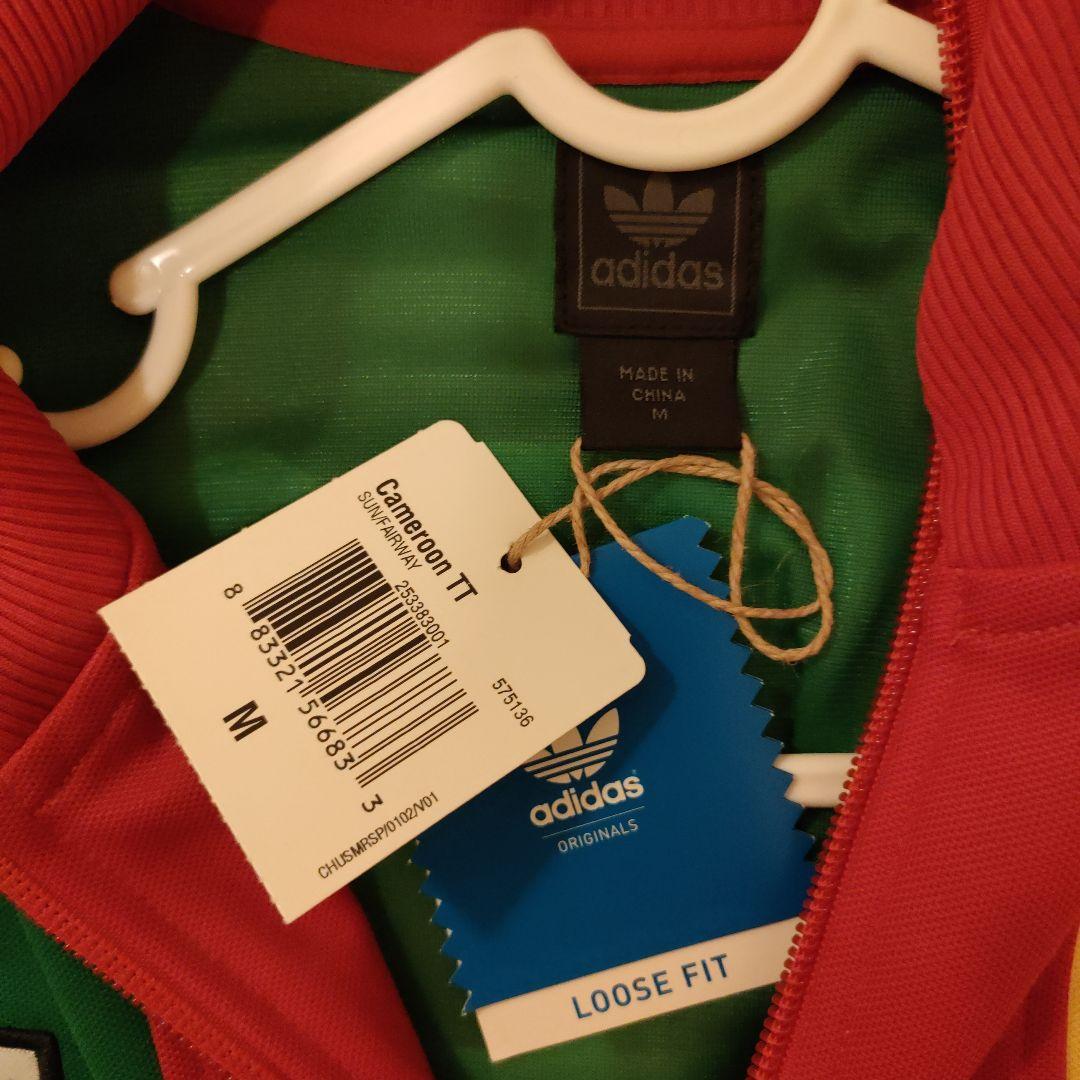 adidas
MADE IN
CHINA
M
Cameroon TT
SUN/FAIRWAY
253383001
8 83321 56683 3
575136
M
CHUSMRSP/0102/V01
adidas
ORIGINALS
LOOSE FIT